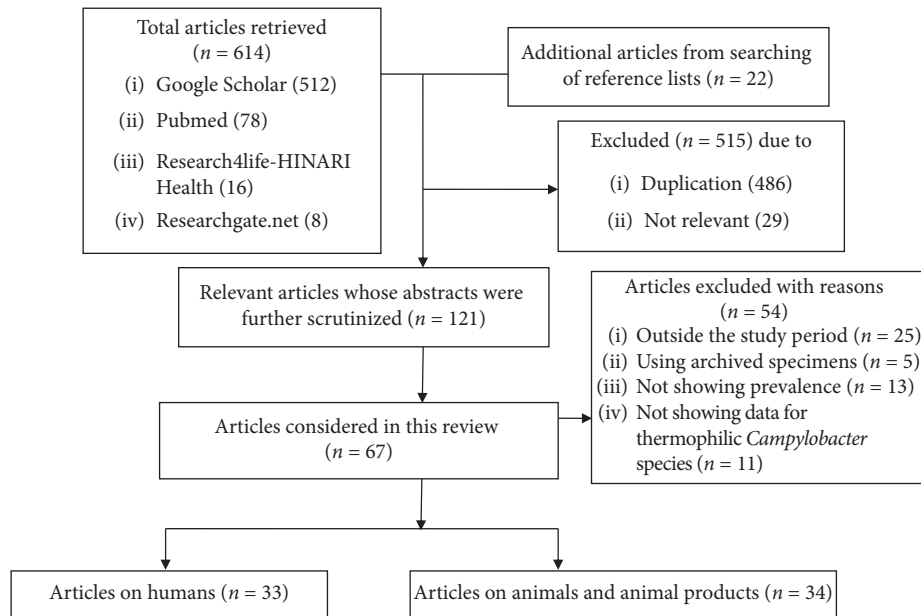 Total articles retrieved
(n = 614)
(i) Google Scholar (512)
(ii) Pubmed (78)
(iii) Research4life-HINARI
Health (16)
(iv) Researchgate.net (8)
Additional articles from searching
of reference lists (n = 22)
Excluded (n = 515) due to
(i) Duplication (486)
(ii) Not relevant (29)
Relevant articles whose abstracts were
further scrutinized (n = 121)
Articles excluded with reasons
(n = 54)
(i) Outside the study period (n = 25)
(ii) Using archived specimens (n = 5)
(iii) Not showing prevalence (n = 13)
(iv) Not showing data for
thermophilic Campylobacter
species (n = 11)
Articles considered in this review
(n = 67)
Articles on humans (n = 33)
Articles on animals and animal products (n = 34)